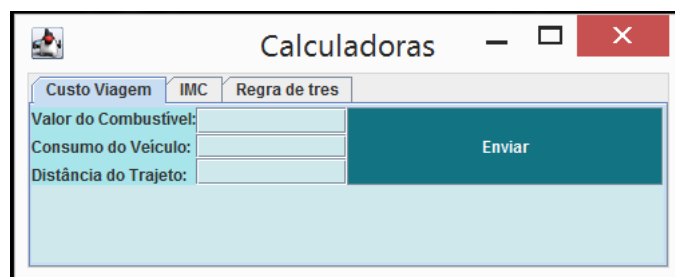 Calculadoras
Custo Viagem IMC Regra de tres
Valor do Combustível:
Consumo do Veículo: Enviar
Distância do Trajeto: